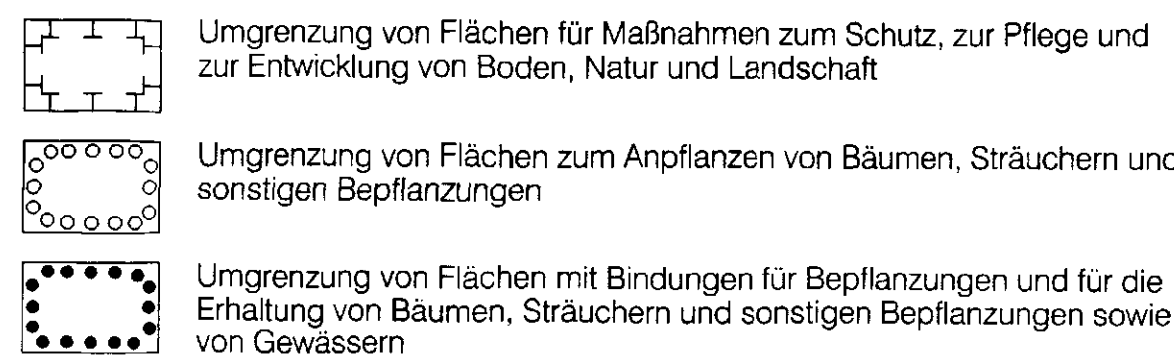 Umgrenzung von Flächen für Maßnahmen zum Schutz, zur Pflege und
zur Entwicklung von Boden, Natur und Landschaft
Umgrenzung von Flächen zum Anpflanzen von Bäumen, Sträuchern und
sonstigen Bepflanzungen
Umgrenzung von Flächen mit Bindungen für Bepflanzungen und für die
Erhaltung von Bäumen, Sträuchern und sonstigen Bepflanzungen sowie
von Gewässern